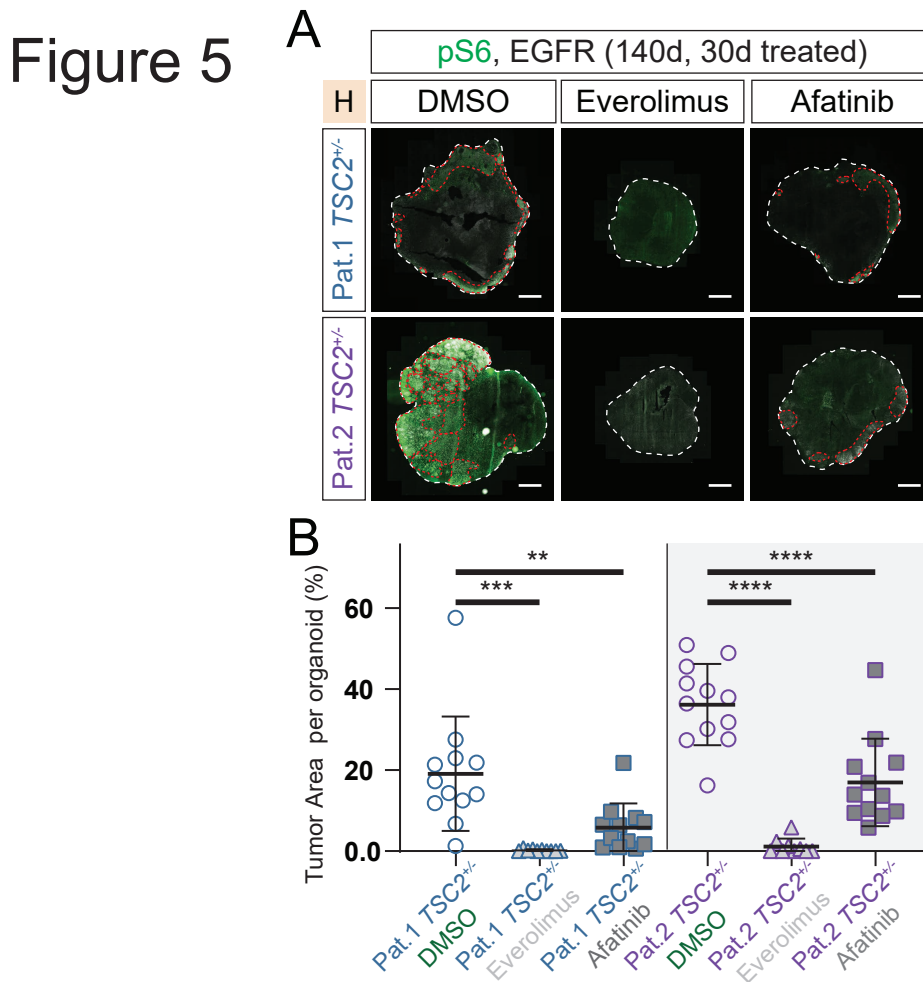 Figure 5
A
pS6, EGFR (140d, 30d treated)
H
DMSO
Everolimus
Afatinib
Pat.1 TSC2+/-
Pat.2 TSC2+/-
B
Tumor Area per organoid (%)
60
40
20
0.0
**
***
****
****
Pat.1 TSC2+/-
DMSO
Pat.1 TSC2+/-
Everolimus
Pat.1 TSC2+/-
Afatinib
Pat.2 TSC2+/-
DMSO
Pat.2 TSC2+/-
Everolimus
Pat.2 TSC2+/-
Afatinib